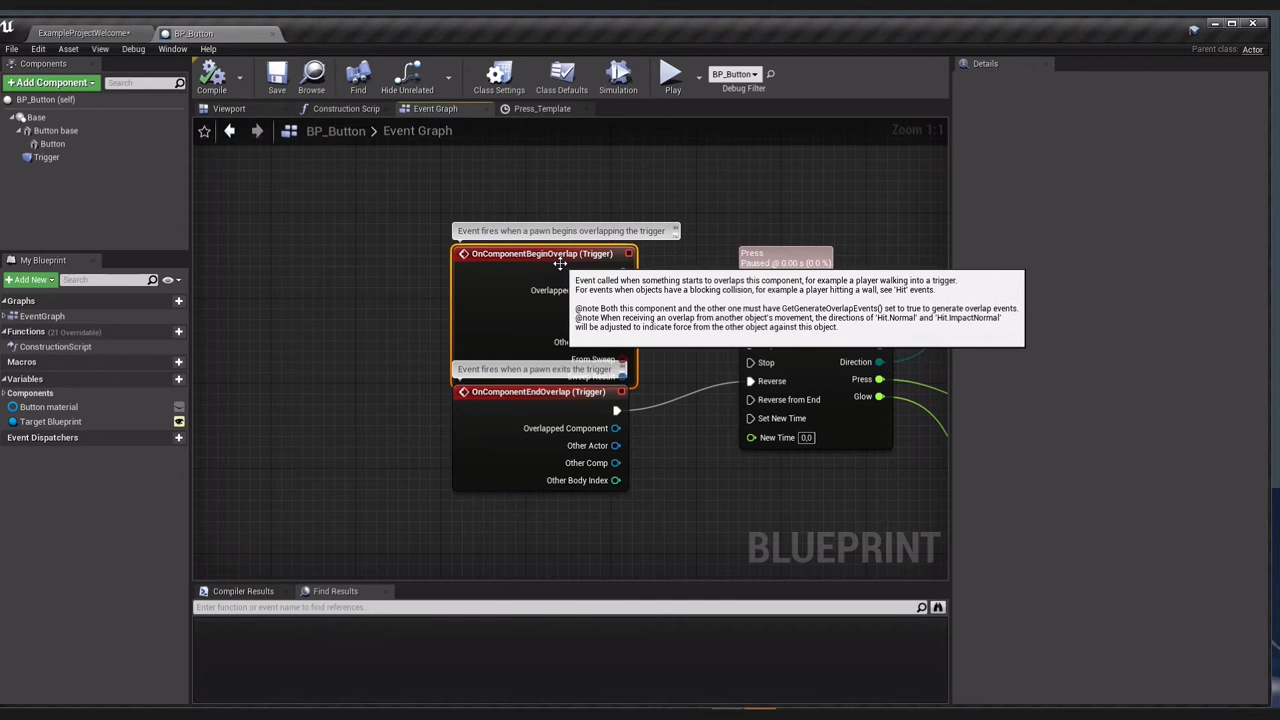 ExampleProjectWelcome*
BP_Button
File Edit Asset View Debug Window Help
Parent class: Actor
Components
+ Add Component
Search
BP_Button (self)
Base
Button base
Button
Trigger
Compile
Save
Browse
Find
Hide Unrelated
Class Settings
Class Defaults
Simulation
Play
BP_Button
Debug Filter
Details
Viewport
Construction Scrip
Event Graph
Press_Template
BP_Button > Event Graph
Zoom 1:1
My Blueprint
+ Add New
Search
Graphs
EventGraph
Functions (21 Overridable)
ConstructionScript
Macros
Variables
Components
Button material
Target Blueprint
Event Dispatchers
Event fires when a pawn begins overlapping the trigger
OnComponentBeginOverlap (Trigger)
Press
Paused @ 0.00 s (0.0 %)
Event called when something starts to overlaps this component, for example a player walking into a trigger.
For events when objects have a blocking collision, for example a player hitting a wall, see 'Hit' events.
@note Both this component and the other one must have GetGenerateOverlapEvents() set to true to generate overlap events.
@note When receiving an overlap from another object's movement, the directions of 'Hit.Normal' and 'Hit.ImpactNormal'
will be adjusted to indicate force from the other object against this object.
From Sweep
Event fires when a pawn exits the trigger
OnComponentEndOverlap (Trigger)
Overlapped Component
Other Actor
Other Comp
Other Body Index
Stop
Direction
Reverse
Press
Reverse from End
Glow
Set New Time
New Time 0,0
BLUEPRINT
Compiler Results
Find Results
Enter function or event name to find references...